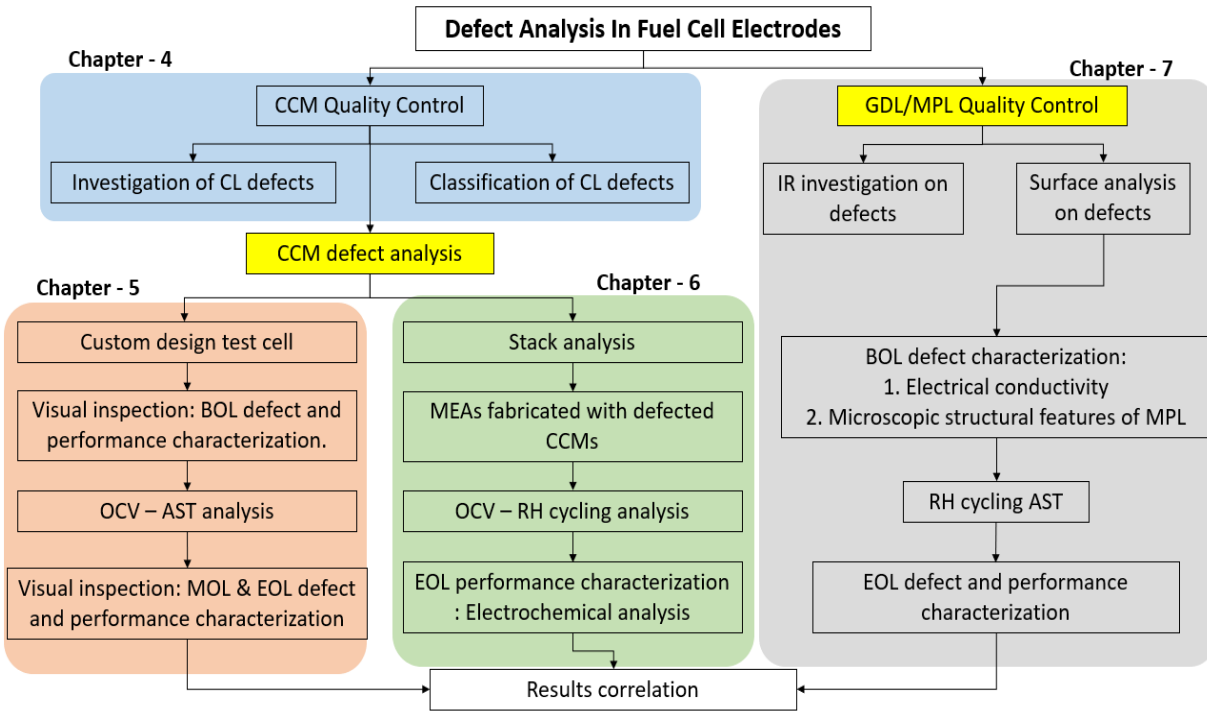 Defect Analysis In Fuel Cell Electrodes
Chapter - 4
CCM Quality Control
Investigation of CL defects
Classification of CL defects
CCM defect analysis
Chapter - 5
Custom design test cell
Visual inspection: BOL defect and
performance characterization.
OCV – AST analysis
Visual inspection: MOL & EOL defect
and performance characterization
Chapter - 6
Stack analysis
MEAs fabricated with defected
CCMs
OCV – RH cycling analysis
EOL performance characterization
: Electrochemical analysis
Chapter - 7
GDL/MPL Quality Control
IR investigation on
defects
Surface analysis
on defects
BOL defect characterization:
1. Electrical conductivity
2. Microscopic structural features of MPL
RH cycling AST
EOL defect and performance
characterization
Results correlation